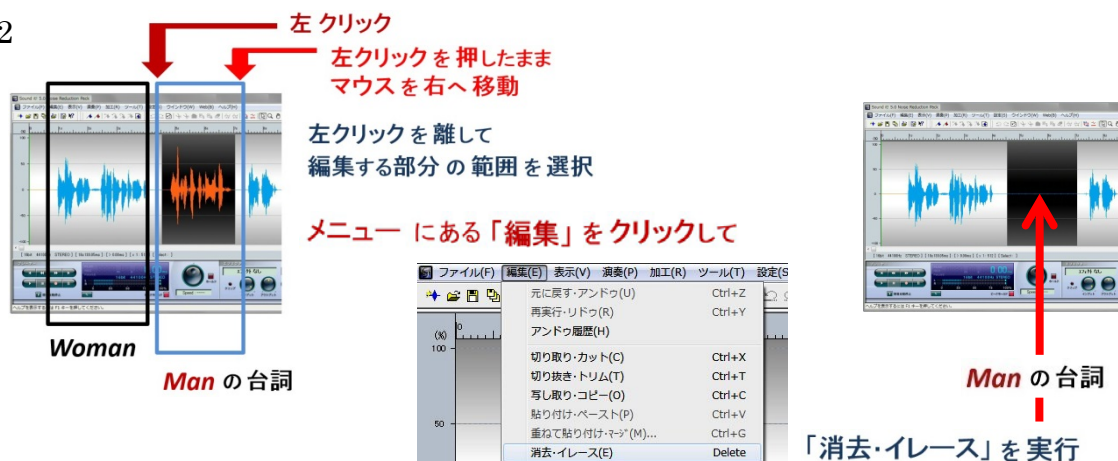 2
左 クリック
左クリック を 押したまま
マウス を 右へ 移動
左クリック を 離して
編集する部分 の 範囲 を 選択
メニュー にある「編集」を クリックして
Woman
Man の 台詞
ファイル(F) 編集(E) 表示(V) 演奏(P) 加工(R) ツール(T) 設定(S
元に戻す・アンドゥ(U) Ctrl+Z
再実行・リドゥ(R) Ctrl+Y
アンドゥ履歴(H)
切り取り・カット(C) Ctrl+X
切り抜き・トリム(T) Ctrl+T
写し取り・コピー(O) Ctrl+C
貼り付け・ペースト(P) Ctrl+V
重ねて貼り付け・マージ(M)... Ctrl+G
消去・イレース(E) Delete
(%)
0
100
50
Man の 台詞
「消去・イレース」を 実行